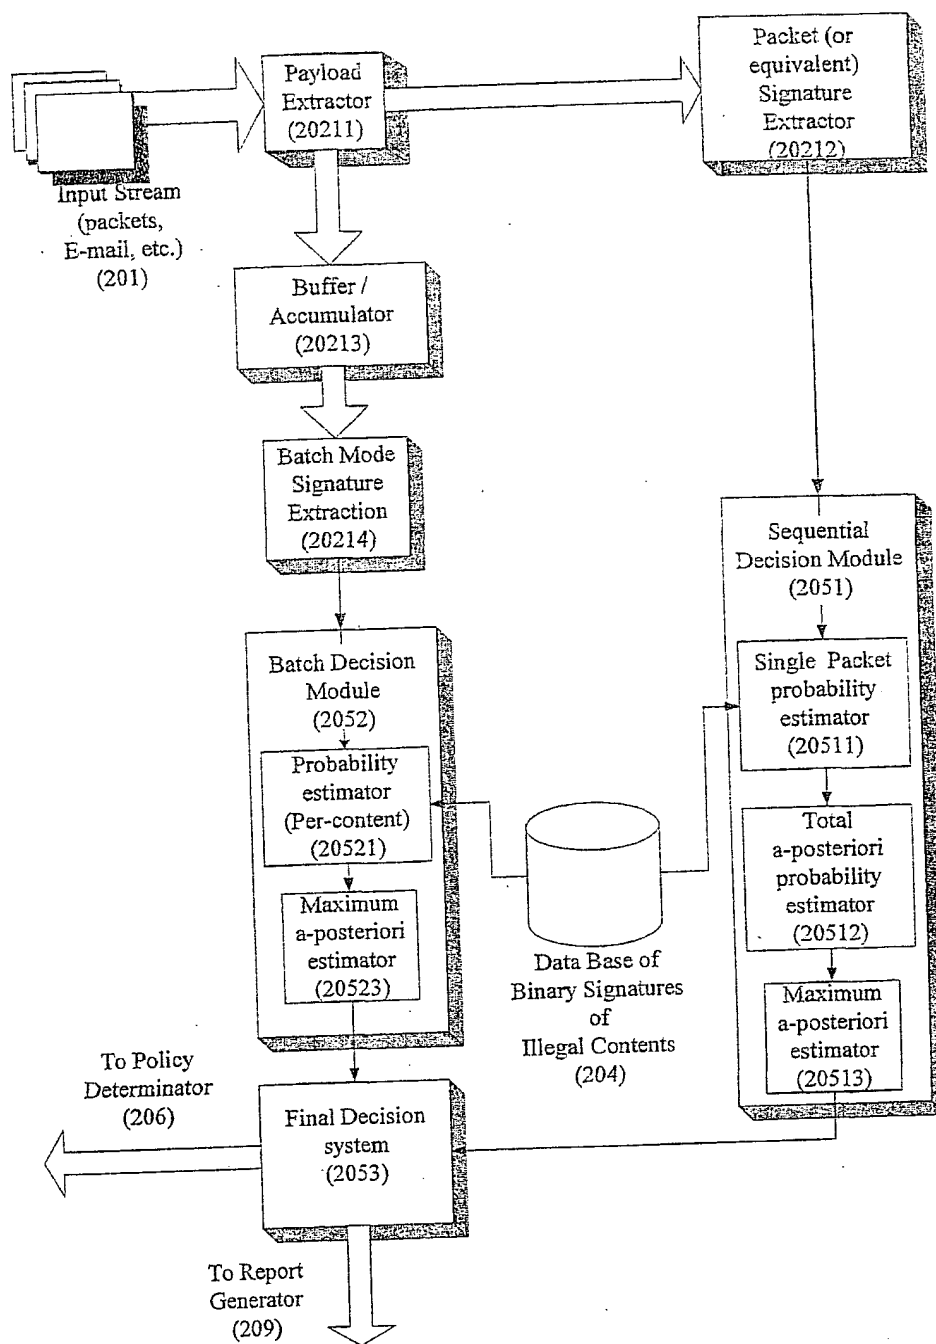 Payload
Extractor
(20211)
Packet (or
equivalent)
Signature
Extractor
(20212)
Input Stream
(packets,
E-mail, etc.)
(201)
Buffer /
Accumulator
(20213)
Batch Mode
Signature
Extraction
(20214)
Sequential
Decision Module
(2051)
Single Packet
probability
estimator
(20511)
Total
a-posteriori
probability
estimator
(20512)
Maximum
a-posteriori
estimator
(20513)
Batch Decision
Module
(2052)
Probability
estimator
(Per-content)
(20521)
Maximum
a-posteriori
estimator
(20523)
Data Base of
Binary Signatures
of
Illegal Contents
(204)
To Policy
Determinator
(206)
Final Decision
system
(2053)
To Report
Generator
(209)